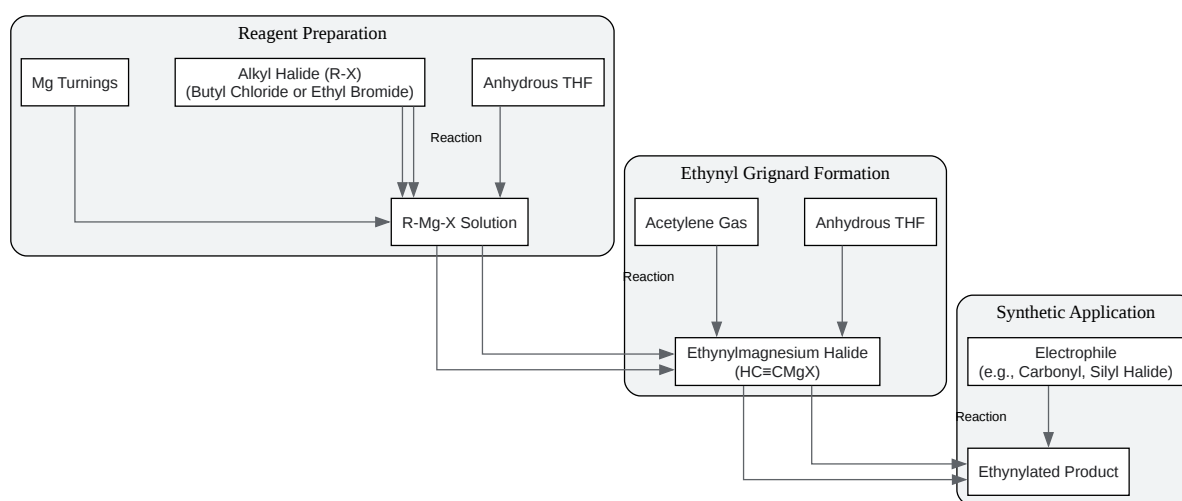 Reagent Preparation
Mg Turnings
Alkyl Halide (R-X)
(Butyl Chloride or Ethyl Bromide)
Anhydrous THF
Reaction
R-Mg-X Solution
Ethynyl Grignard Formation
Acetylene Gas
Anhydrous THF
Reaction
Ethynylmagnesium Halide
(HC≡CMgX)
Synthetic Application
Electrophile
(e.g., Carbonyl, Silyl Halide)
Reaction
Ethynylated Product